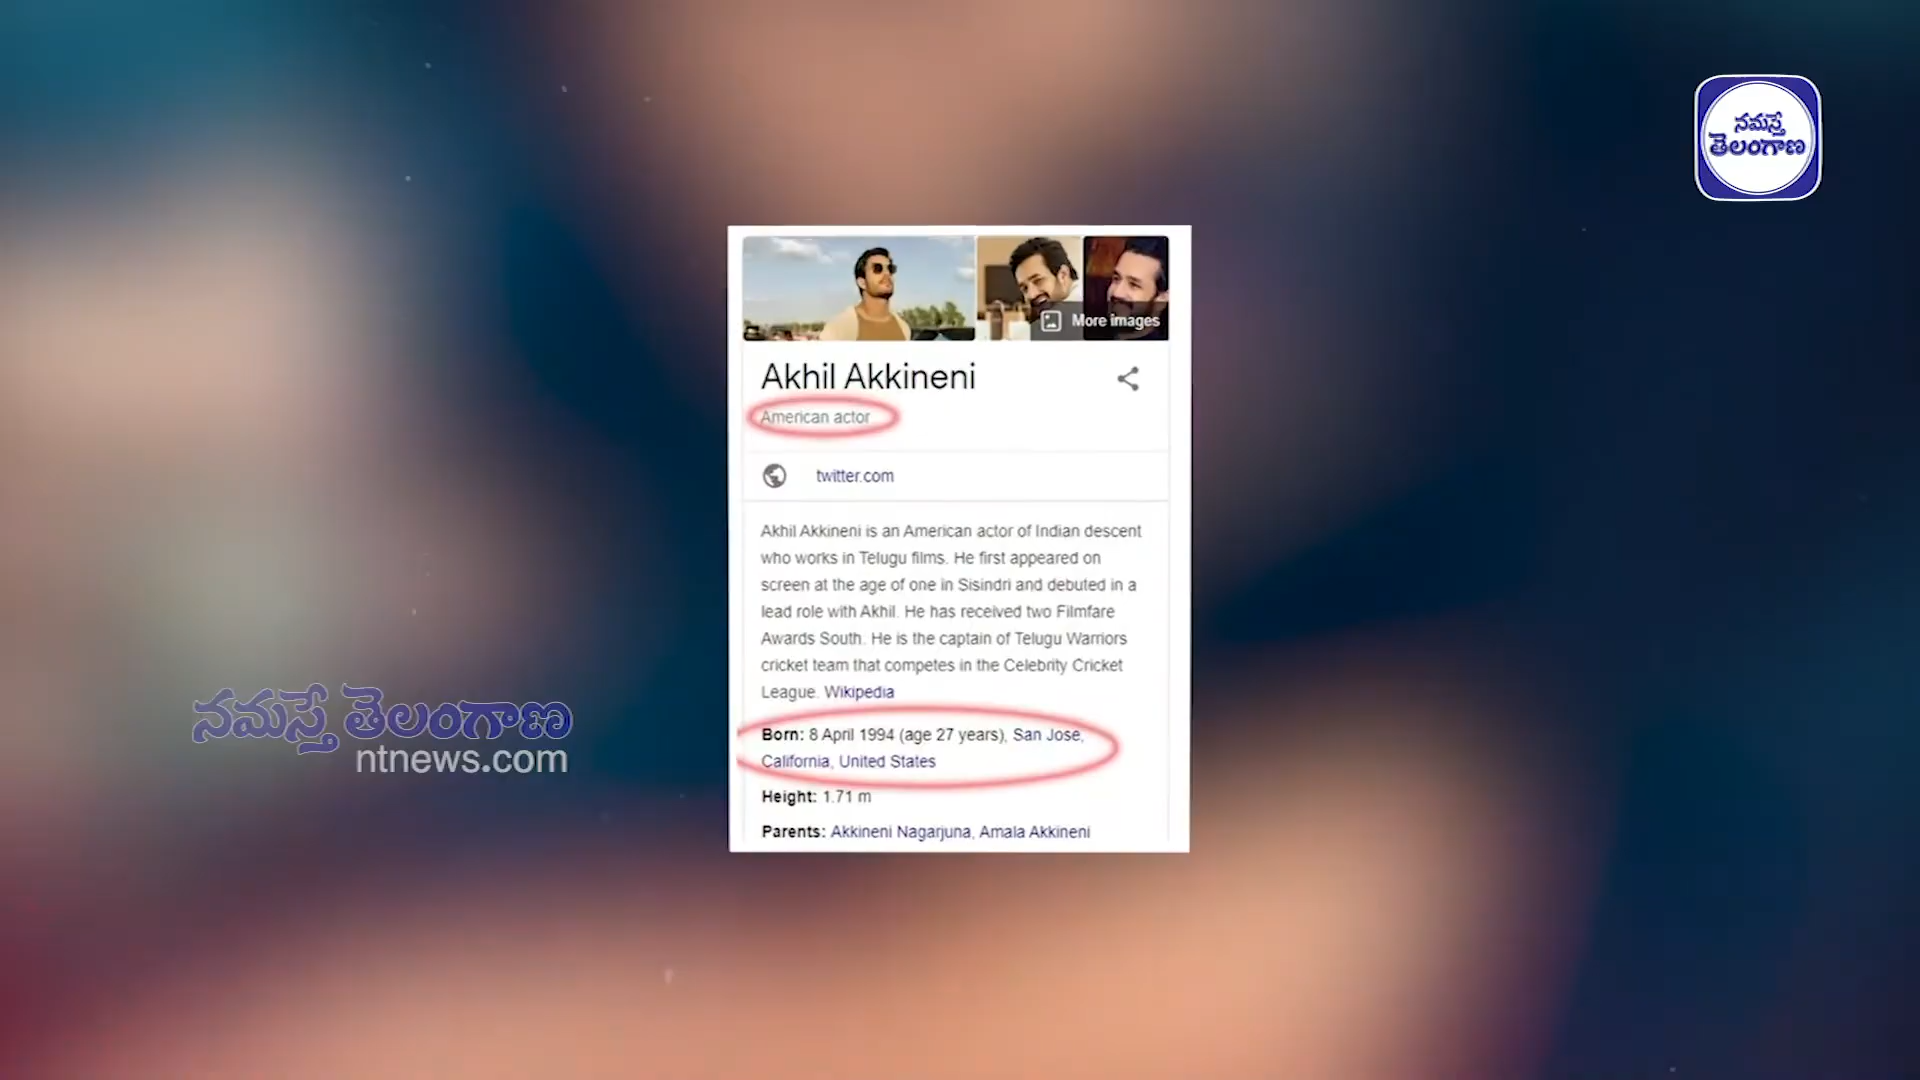 నమస్తే
తెలంగాణ
More images
Akhil Akkineni
American actor
twitter.com
Akhil Akkineni is an American actor of Indian descent
who works in Telugu films. He first appeared on
screen at the age of one in Sisindri and debuted in a
lead role with Akhil. He has received two Filmfare
Awards South. He is the captain of Telugu Warriors
cricket team that competes in the Celebrity Cricket
League. Wikipedia
Born: 8 April 1994 (age 27 years), San Jose,
California, United States
Height: 1.71 m
Parents: Akkineni Nagarjuna, Amala Akkineni
నమస్తే తెలంగాణ
ntnews.com